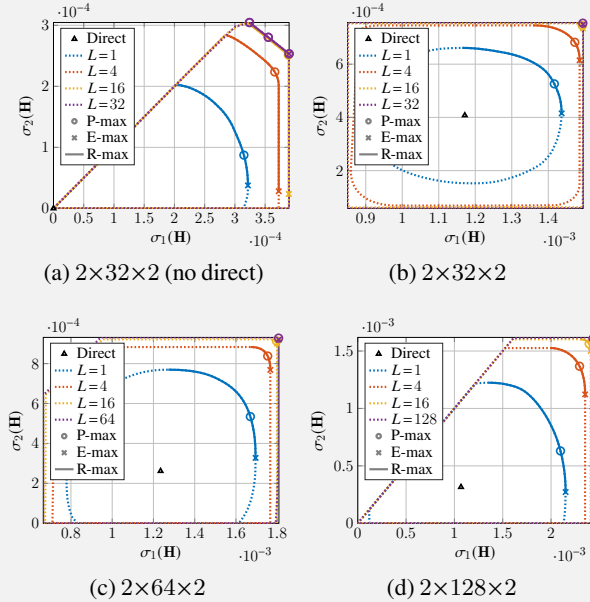 ·10⁻⁴
4
3
2
1
0
σ₂(H)
Direct
L=1
L=4
L=16
L=32
P-max
E-max
R-max
0 0.5 1 1.5 2 2.5 3 3.5
σ₁(H) ·10⁻⁴
(a) 2×32×2 (no direct)
·10⁻⁴
6
4
2
σ₂(H)
Direct
L=1
L=4
L=16
L=32
P-max
E-max
R-max
1 1.2 1.4
σ₁(H) ·10⁻³
(b) 2×32×2
·10⁻⁴
8
6
4
2
0
σ₂(H)
Direct
L=1
L=4
L=16
L=64
P-max
E-max
R-max
0.8 1 1.2 1.4 1.6 1.8
σ₁(H) ·10⁻³
(c) 2×64×2
·10⁻³
1.5
1
0.5
0
σ₂(H)
Direct
L=1
L=4
L=16
L=128
P-max
E-max
R-max
0 0.5 1 1.5 2
σ₁(H) ·10⁻³
(d) 2×128×2